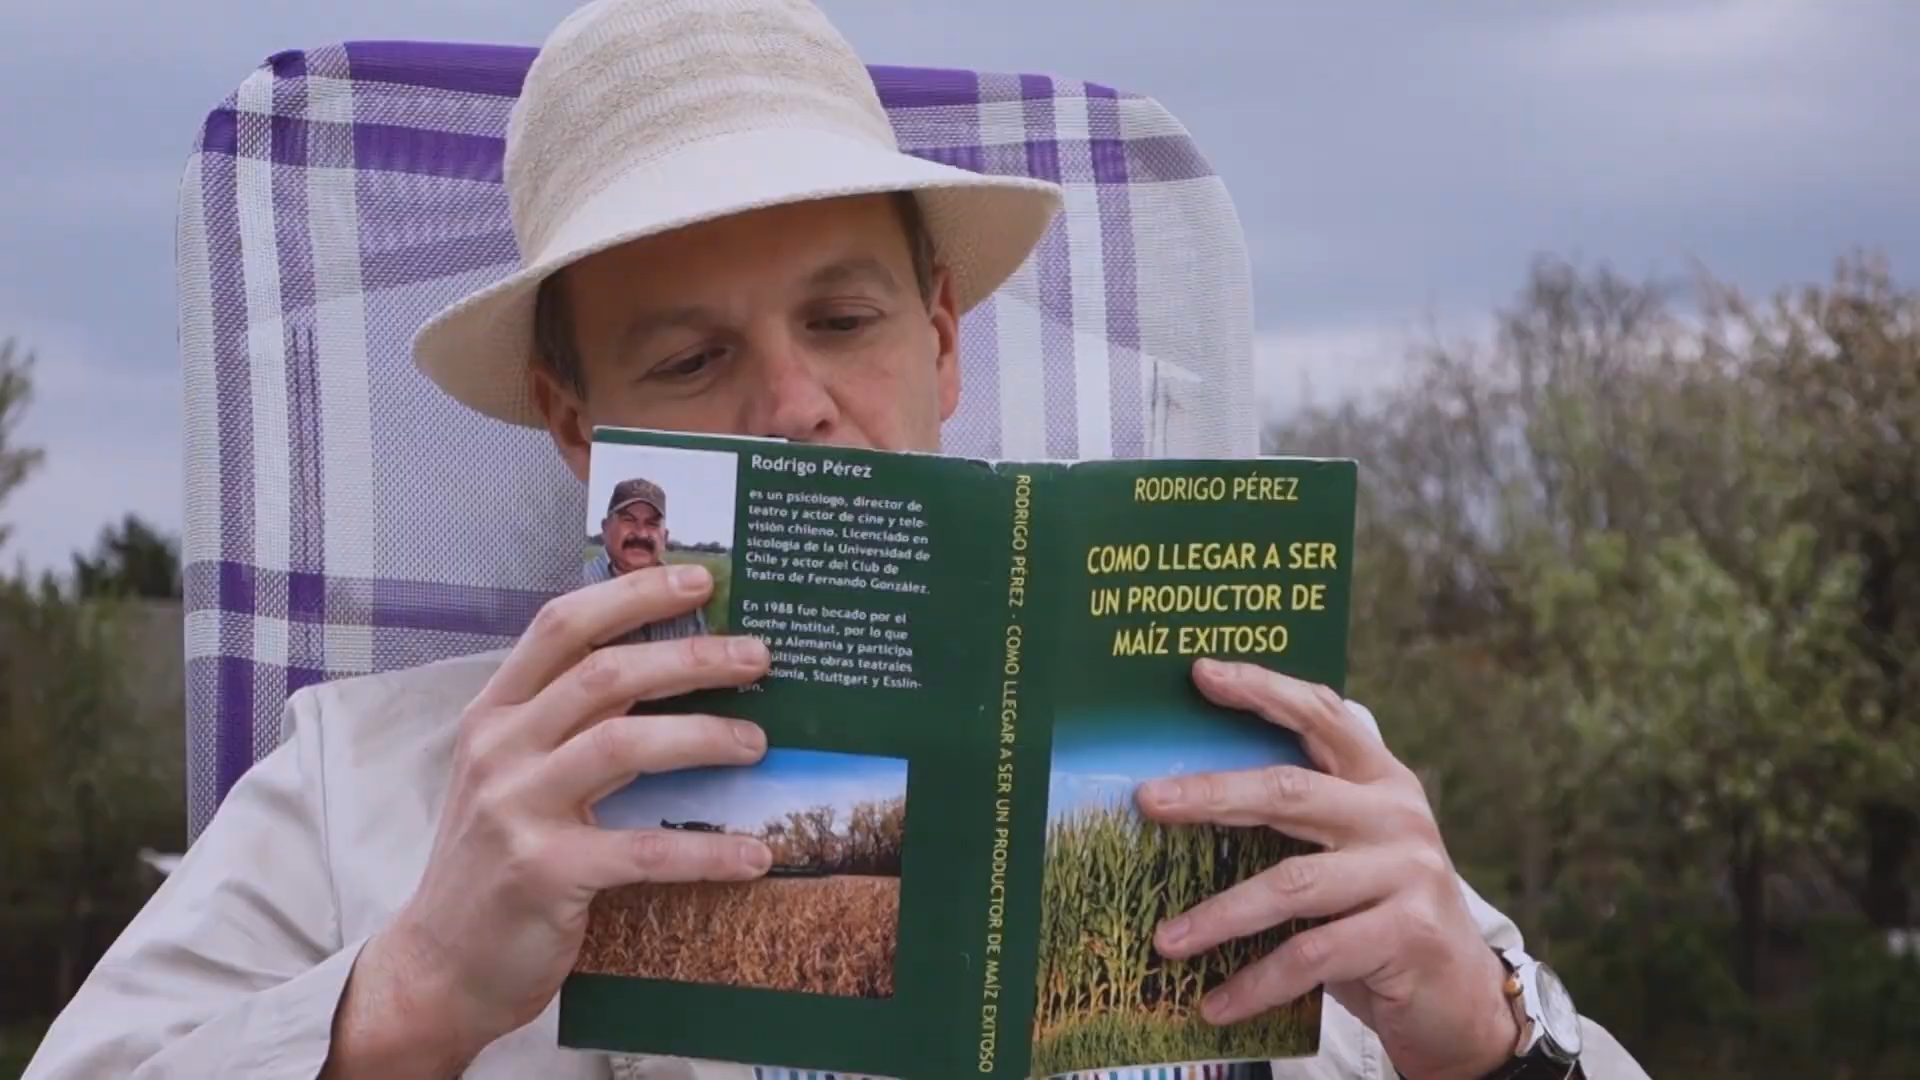 Rodrigo Pérez
es un psicólogo, director de
teatro y actor de cine y tele-
visión chileno. Licenciado en
sicología de la Universidad de
Chile y actor del Club de
Teatro de Fernando González.
En 1988 fue becado por el
Goethe Institut, por lo que
a Alemania y participa
múltiples obras teatrales
Colonia, Stuttgart y Esslin-
gen.
RODRIGO PÉREZ · COMO LLEGAR A SER UN PRODUCTOR DE MAÍZ EXITOSO
RODRIGO PÉREZ
COMO LLEGAR A SER
UN PRODUCTOR DE
MAÍZ EXITOSO